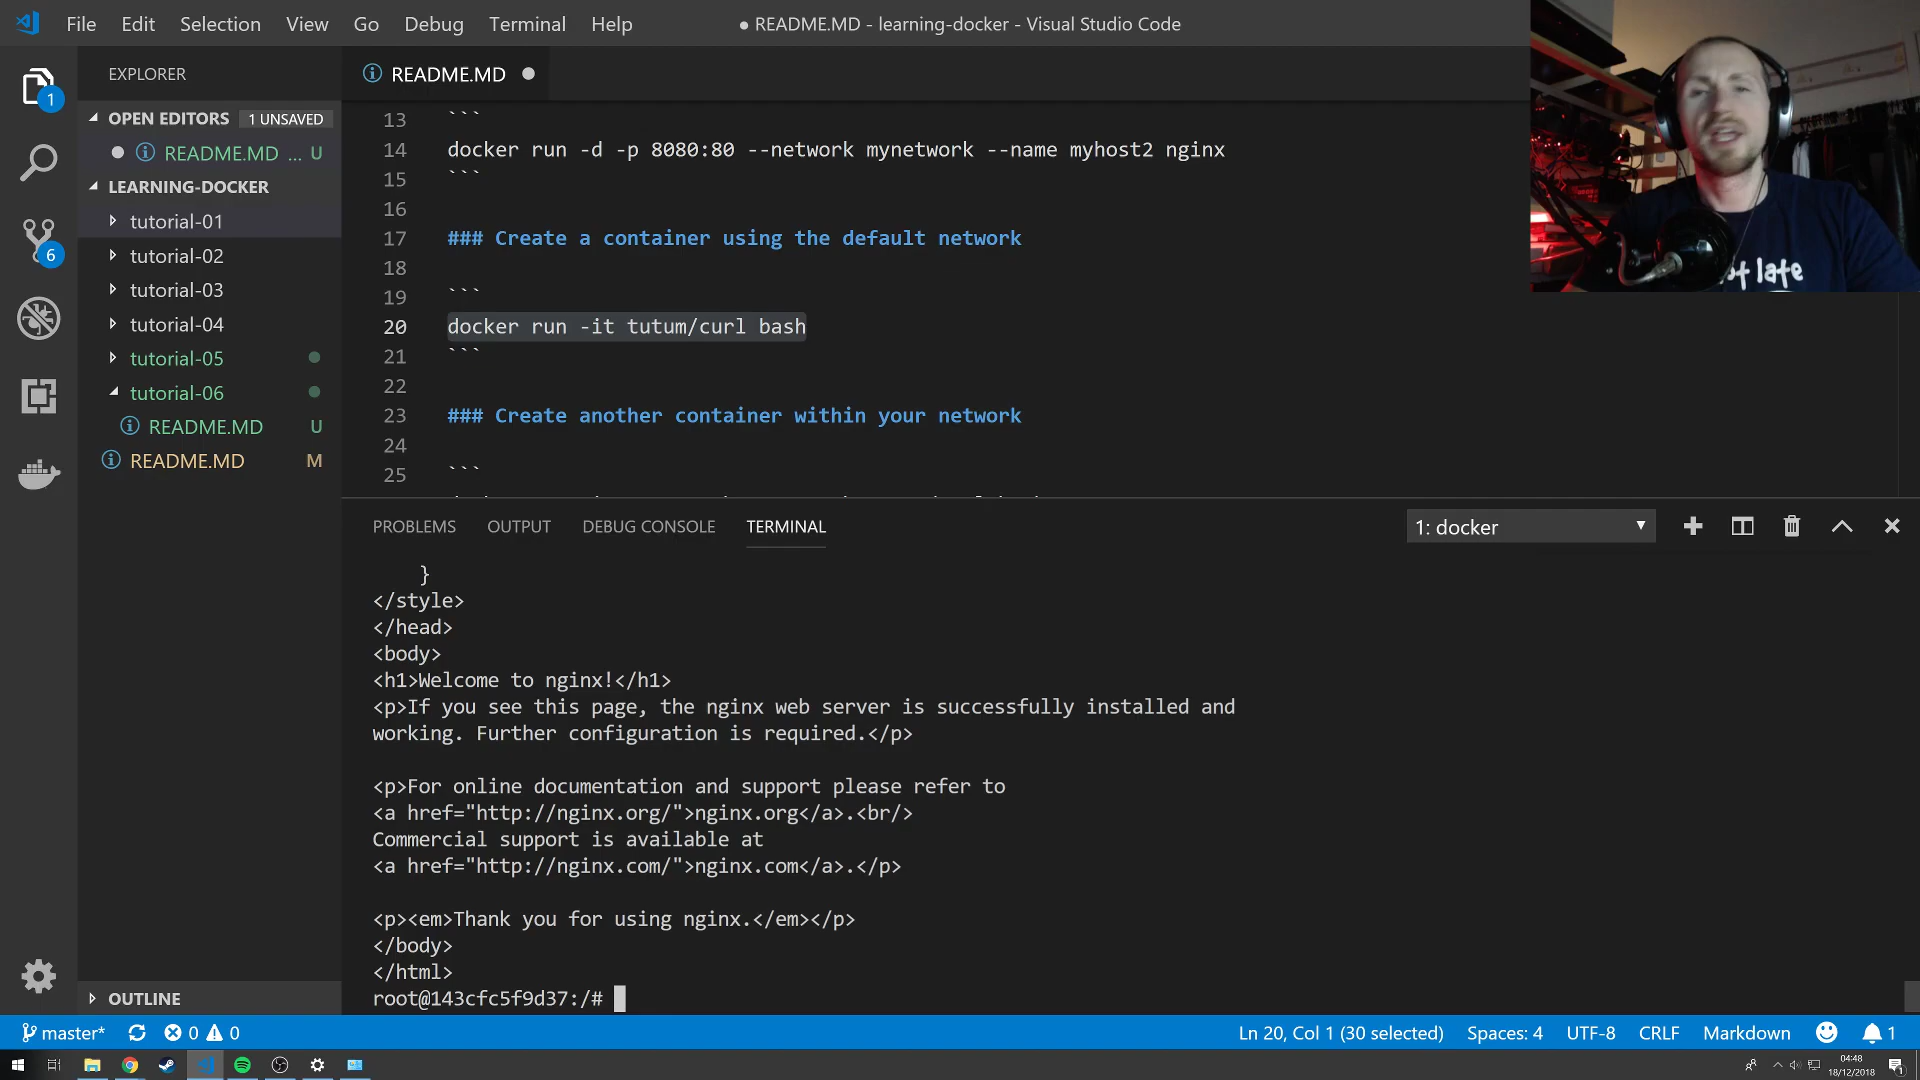 File Edit Selection View Go Debug Terminal Help
● README.MD - learning-docker - Visual Studio Code
EXPLORER
OPEN EDITORS 1 UNSAVED
README.MD ... U
LEARNING-DOCKER
tutorial-01
tutorial-02
tutorial-03
tutorial-04
tutorial-05
tutorial-06
README.MD U
README.MD M
OUTLINE
1
6
README.MD
13 ```
14 docker run -d -p 8080:80 --network mynetwork --name myhost2 nginx
15 ```
16
17 ### Create a container using the default network
18
19 ```
20 docker run -it tutum/curl bash
21 ```
22
23 ### Create another container within your network
24
25 ```
PROBLEMS OUTPUT DEBUG CONSOLE TERMINAL
1: docker
}
</style>
</head>
<body>
<h1>Welcome to nginx!</h1>
<p>If you see this page, the nginx web server is successfully installed and
working. Further configuration is required.</p>
<p>For online documentation and support please refer to
<a href="http://nginx.org/">nginx.org</a>.<br/>
Commercial support is available at
<a href="http://nginx.com/">nginx.com</a>.</p>
<p><em>Thank you for using nginx.</em></p>
</body>
</html>
root@143cfc5f9d37:/#
late
master* 0 0
Ln 20, Col 1 (30 selected) Spaces: 4 UTF-8 CRLF Markdown 1
04:48
18/12/2018